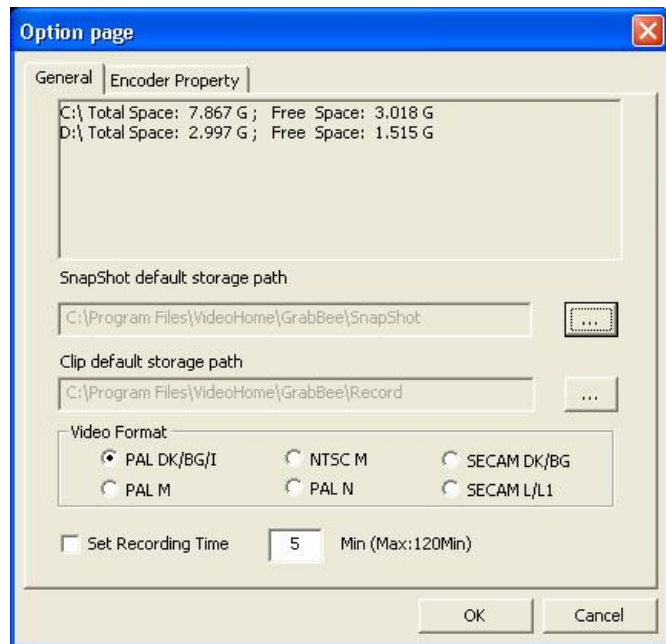 Option page
General Encoder Property
C:\ Total Space: 7.867 G ; Free Space: 3.018 G
D:\ Total Space: 2.997 G ; Free Space: 1.515 G
SnapShot default storage path
C:\Program Files\VideoHome\GrabBee\SnapShot ...
Clip default storage path
C:\Program Files\VideoHome\GrabBee\Record ...
Video Format
PAL DK/BG/I NTSC M SECAM DK/BG
PAL M PAL N SECAM L/L1
Set Recording Time 5 Min (Max:120Min)
OK Cancel